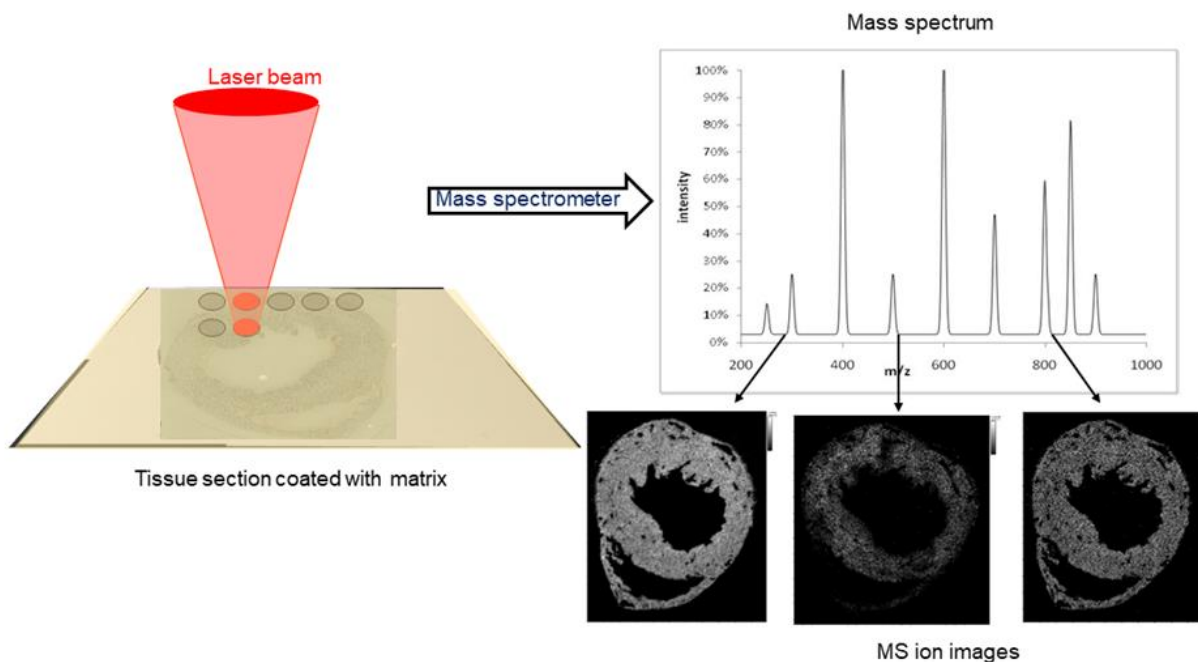 Mass spectrum
Laser beam
Mass spectrometer
intensity
100%
90%
80%
70%
60%
50%
40%
30%
20%
10%
0%
200
400
600
800
1000
m/z
Tissue section coated with matrix
MS ion images